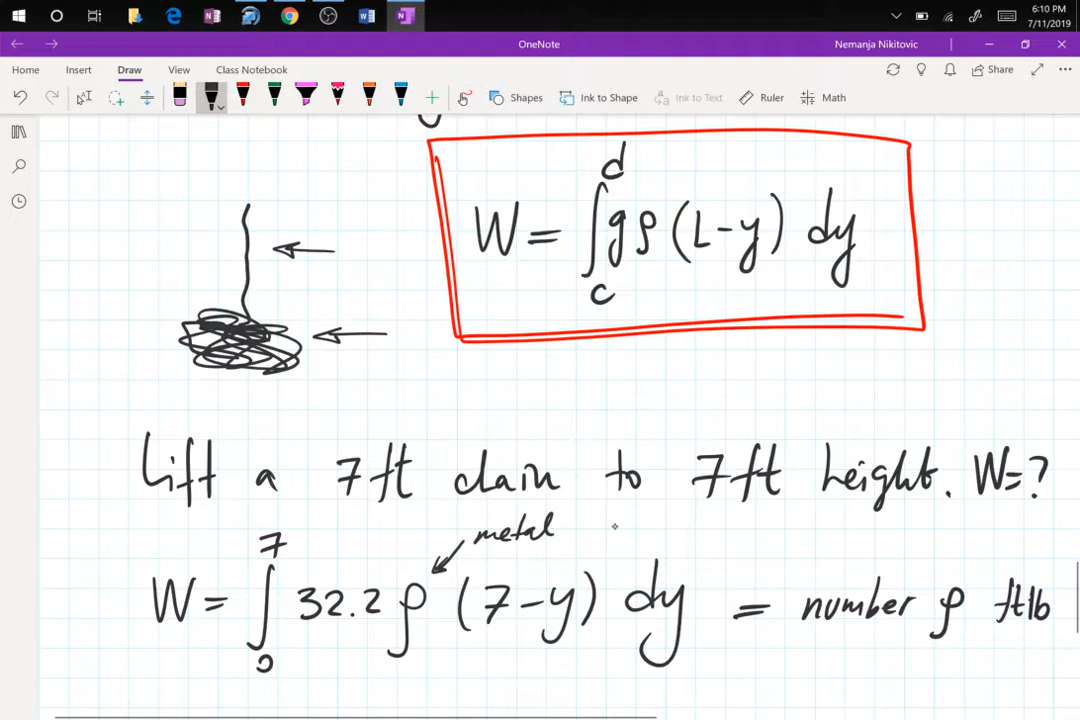 6:10 PM
7/11/2019
OneNote
Nemanja Nikitovic
Home Insert Draw View Class Notebook
Share
Shapes Ink to Shape Ink to Text Ruler Math
W = ∫_c^d gρ (L-y) dy
Lift a 7ft chain to 7ft height. W=?
metal
W = ∫_0^7 32.2 ρ (7-y) dy = number ρ ftlb